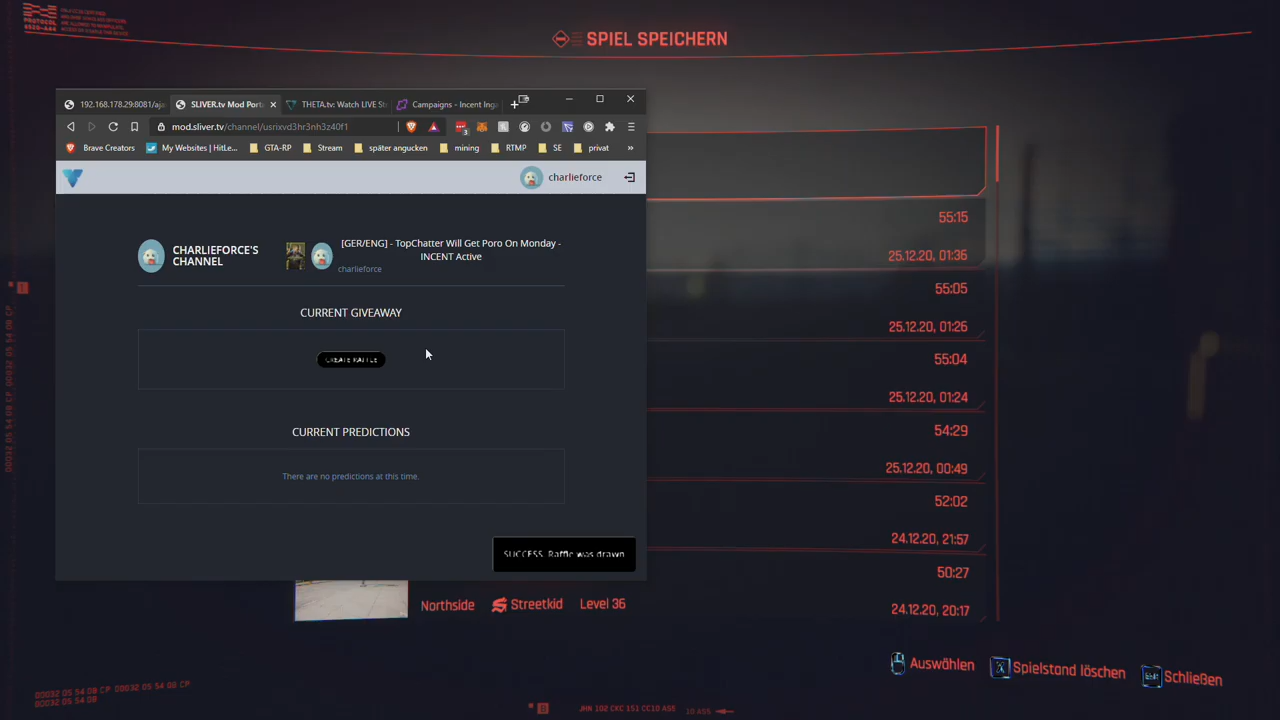 SPIEL SPEICHERN
192.168.178.29:8081/aja
SLIVER.tv Mod Porta
THETA.tv: Watch LIVE Str
Campaigns - Incent Inga
mod.sliver.tv/channel/usrixvd3hr3nh3z40f1
3
Brave Creators
My Websites | HitLe...
GTA-RP
Stream
später angucken
mining
RTMP
SE
privat
»
charlieforce
CHARLIEFORCE'S
CHANNEL
[GER/ENG] - TopChatter Will Get Poro On Monday -
INCENT Active
charlieforce
CURRENT GIVEAWAY
CREATE RAFFLE
CURRENT PREDICTIONS
There are no predictions at this time.
SUCCESS. Raffle was drawn
55:15
25.12.20, 01:36
55:05
25.12.20, 01:26
55:04
25.12.20, 01:24
54:29
25.12.20, 00:49
52:02
24.12.20, 21:57
50:27
24.12.20, 20:17
Northside
Streetkid
Level 36
Auswählen
Spielstand löschen
Schließen